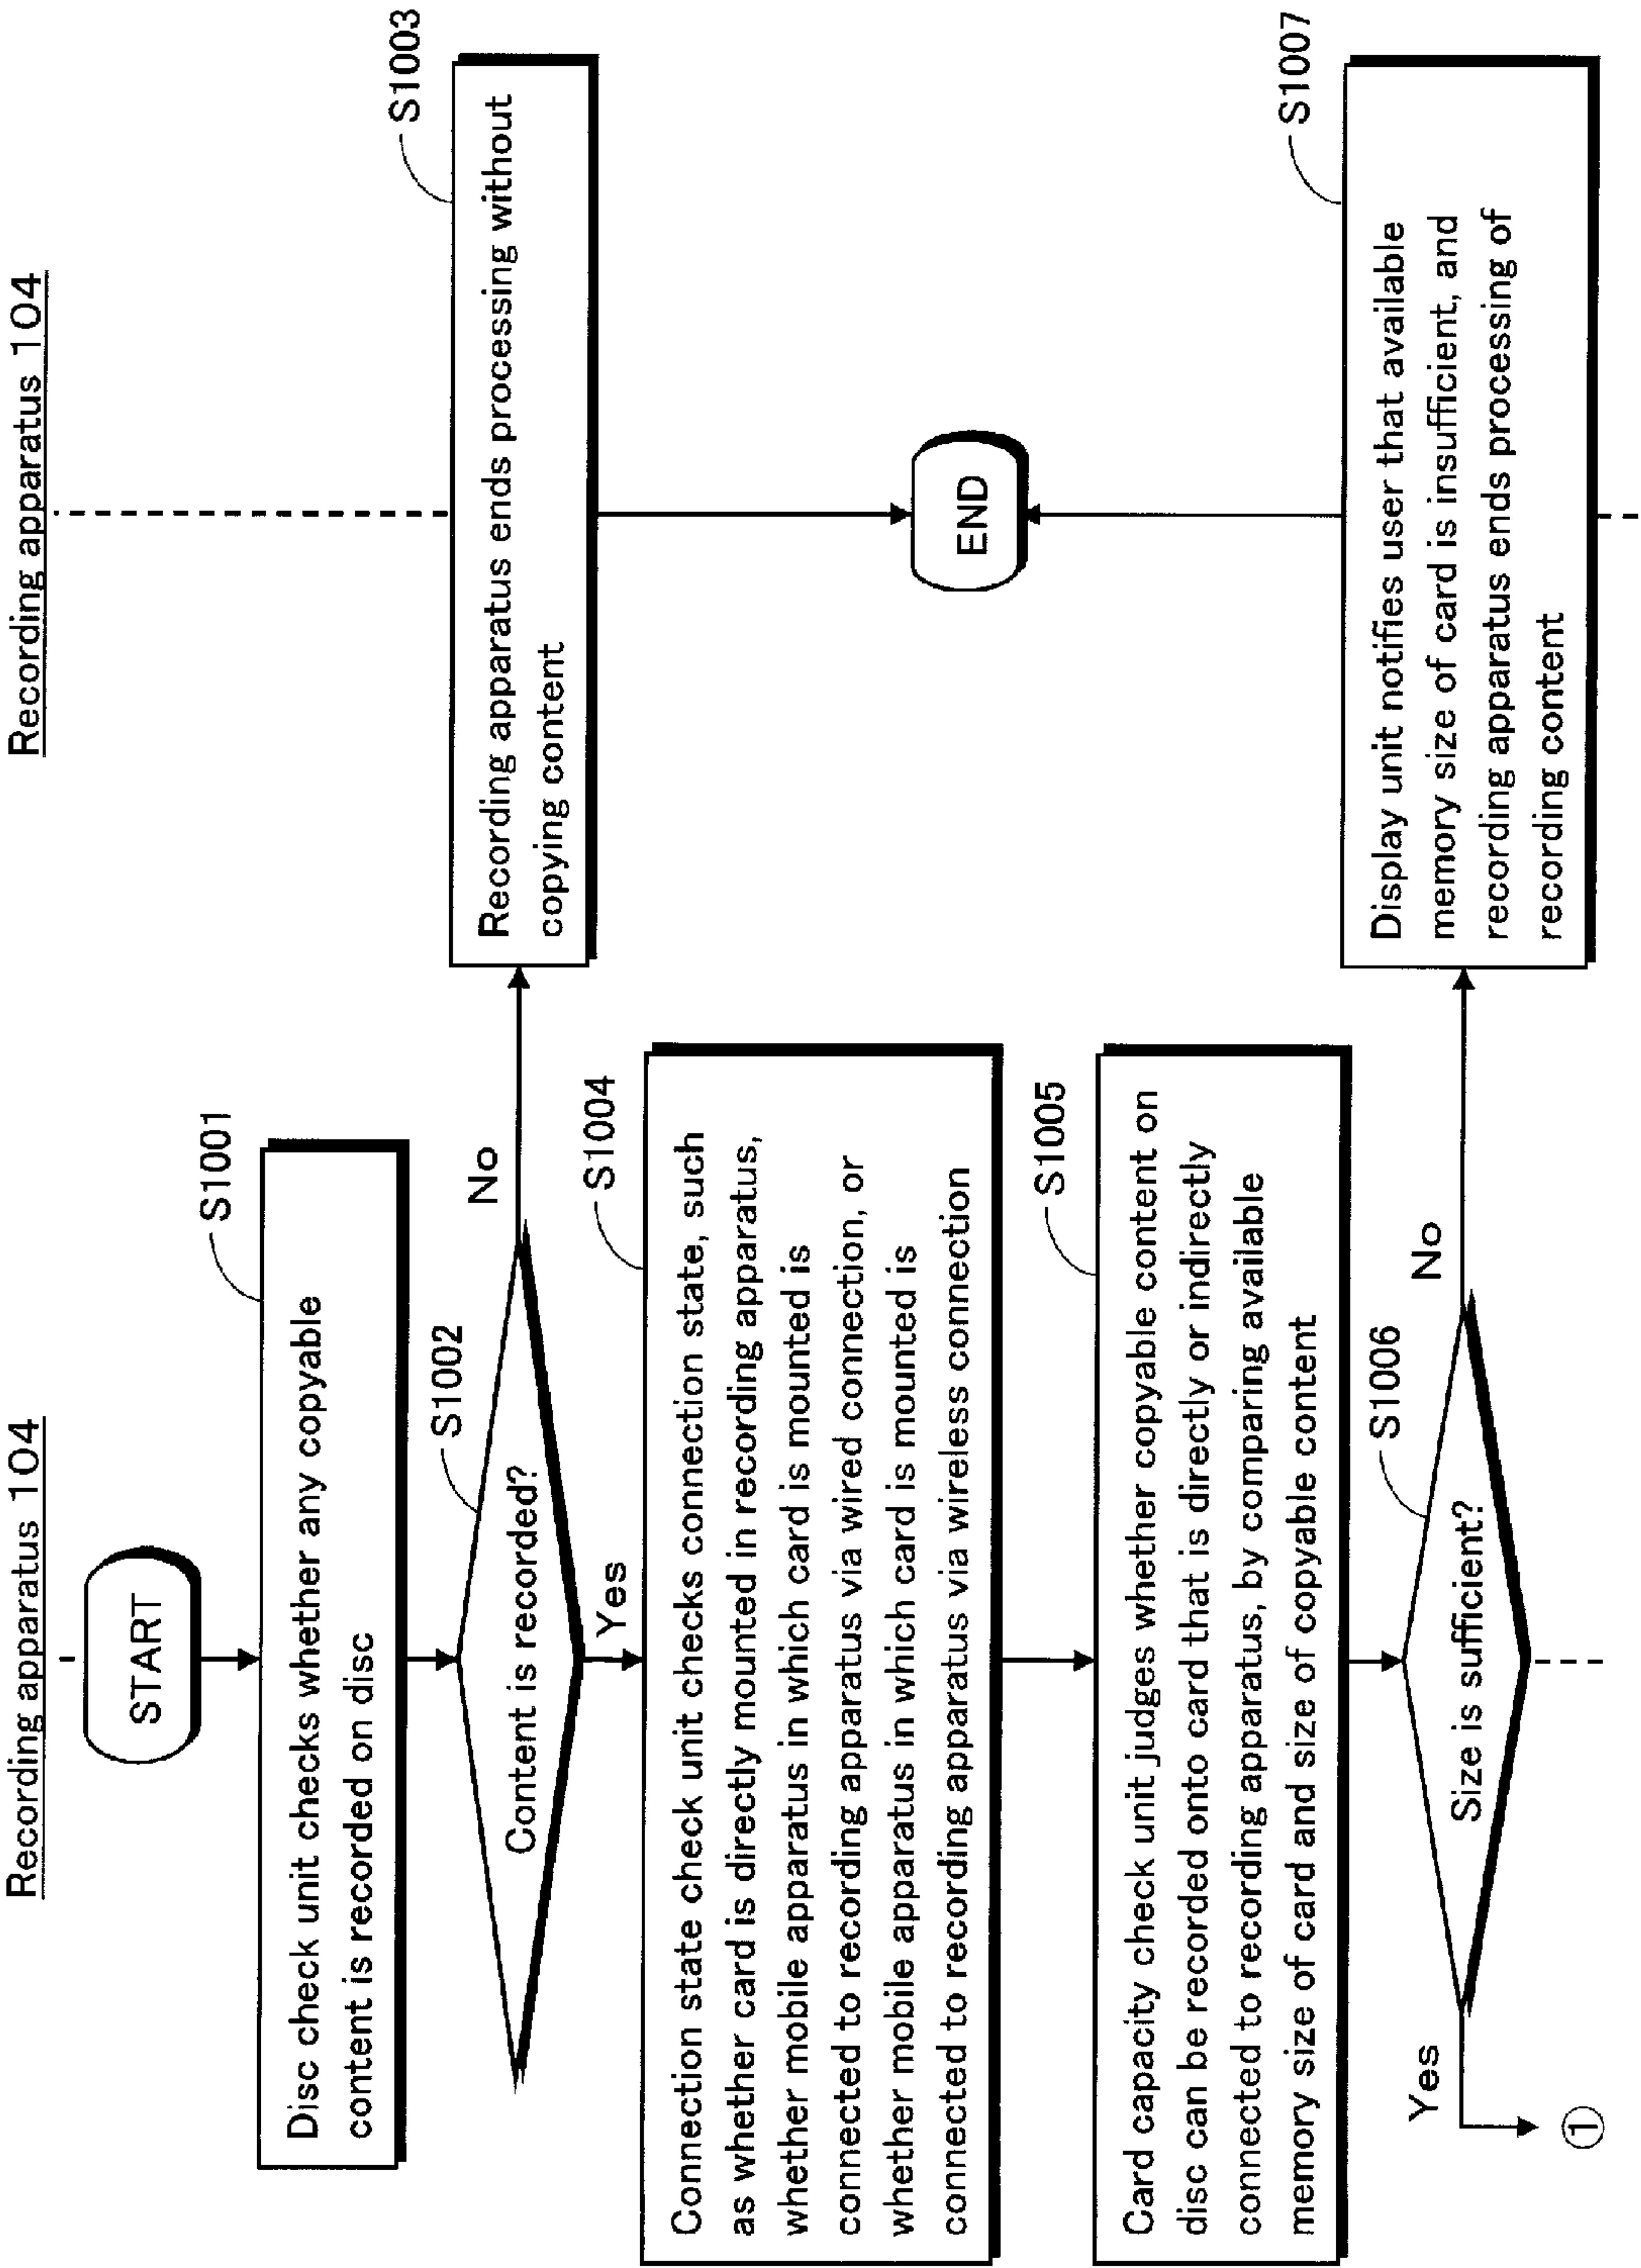 Recording apparatus 104
Recording apparatus 104
START
S1001
Disc check unit checks whether any copyable
content is recorded on disc
S1002
Content is recorded?
No
S1003
Recording apparatus ends processing without
copying content
Yes
S1004
Connection state check unit checks connection state, such
as whether card is directly mounted in recording apparatus,
whether mobile apparatus in which card is mounted is
connected to recording apparatus via wired connection, or
whether mobile apparatus in which card is mounted is
connected to recording apparatus via wireless connection
END
S1005
Card capacity check unit judges whether copyable content on
disc can be recorded onto card that is directly or indirectly
connected to recording apparatus, by comparing available
memory size of card and size of copyable content
S1006
Size is sufficient?
No
S1007
Display unit notifies user that available
memory size of card is insufficient, and
recording apparatus ends processing of
recording content
Yes
①